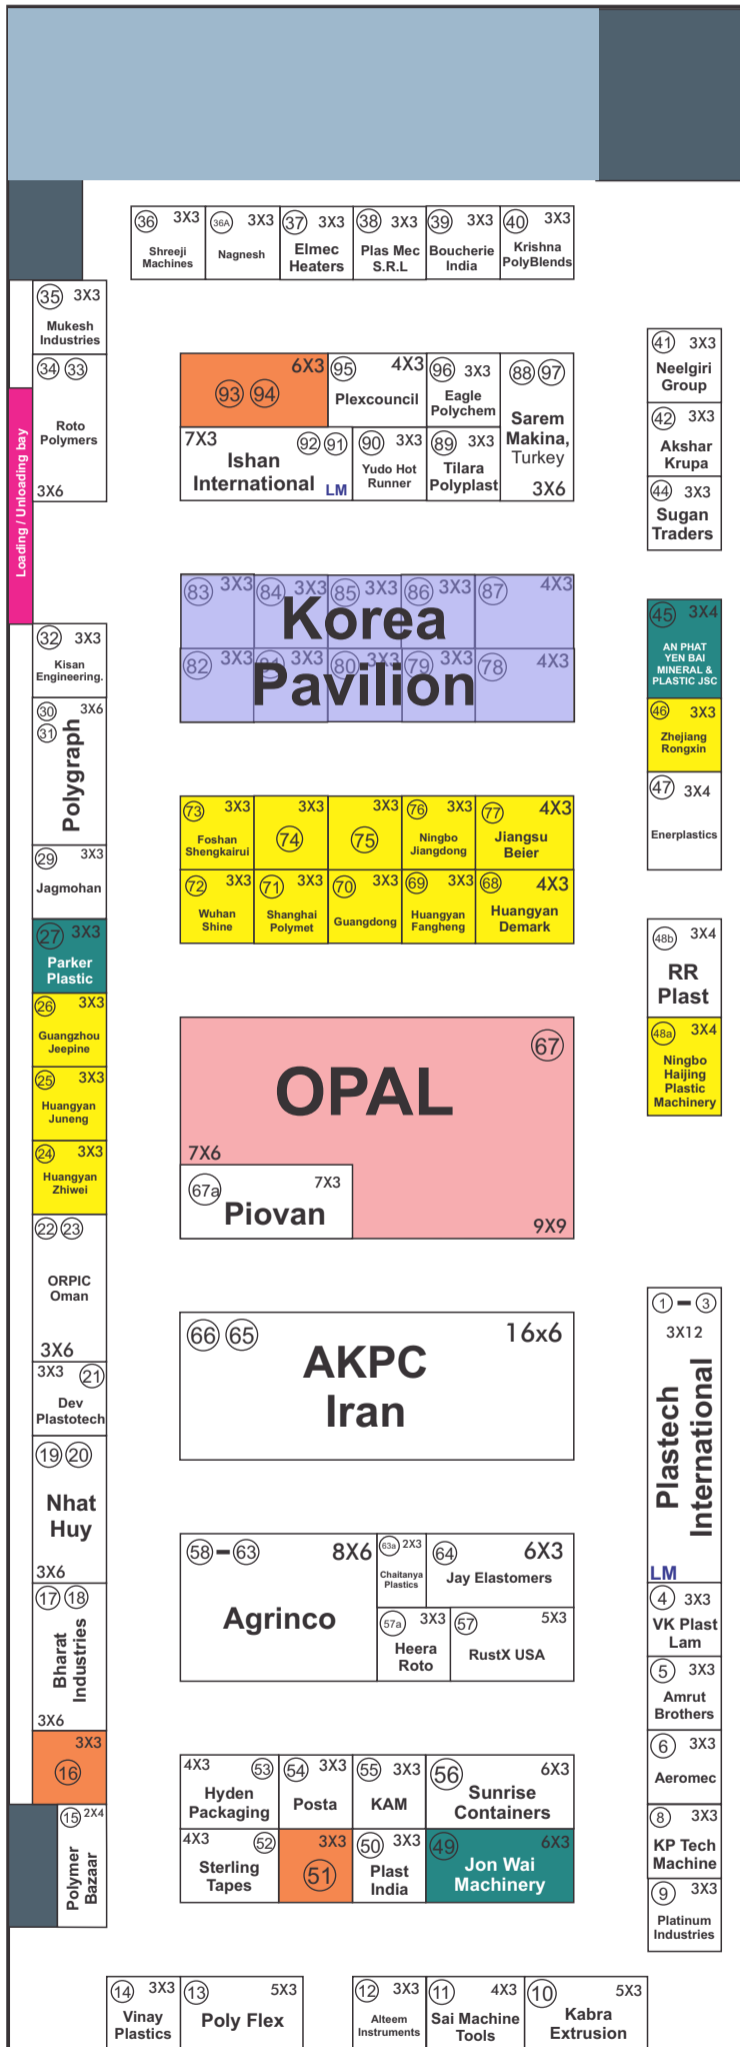 36 3X3
Shreeji
Machines
36A 3X3
Nagnesh
37 3X3
Elmec
Heaters
38 3X3
Plas Mec
S.R.L
39 3X3
Boucherie
India
40 3X3
Krishna
PolyBlends
35 3X3
Mukesh
Industries
34 33
Roto
Polymers
3X6
Loading / Unloading bay
6X3
93 94
95 4X3
Plexcouncil
96 3X3
Eagle
Polychem
88 97
Sarem
Makina,
Turkey
3X6
7X3 92 91
Ishan
International LM
90 3X3
Yudo Hot
Runner
89 3X3
Tilara
Polyplast
41 3X3
Neelgiri
Group
42 3X3
Akshar
Krupa
44 3X3
Sugan
Traders
83 3X3 84 3X3 85 3X3 86 3X3 87 4X3
Korea
82 3X3 81 3X3 80 3X3 79 3X3 78 4X3
Pavilion
45 3X4
AN PHAT
YEN BAI
MINERAL &
PLASTIC JSC
46 3X3
Zhejiang
Rongxin
47 3X4
Enerplastics
32 3X3
Kisan
Engineering.
30 3X6
31
Polygraph
29 3X3
Jagmohan
27 3X3
Parker
Plastic
26 3X3
Guangzhou
Jeepine
25 3X3
Huangyan
Juneng
24 3X3
Huangyan
Zhiwei
22 23
ORPIC
Oman
3X6
3X3 21
Dev
Plastotech
19 20
Nhat
Huy
3X6
17 18
Bharat
Industries
3X6
3X3
16
15 2X4
Polymer
Bazaar
73 3X3
Foshan
Shengkairui
3X3
74
3X3
75
76 3X3
Ningbo
Jiangdong
77 4X3
Jiangsu
Beier
72 3X3
Wuhan
Shine
71 3X3
Shanghai
Polymet
70 3X3
Guangdong
69 3X3
Huangyan
Fangheng
68 4X3
Huangyan
Demark
48b 3X4
RR
Plast
48a 3X4
Ningbo
Haijing
Plastic
Machinery
67
OPAL
7X6
9X9
67a 7X3
Piovan
66 65 16x6
AKPC
Iran
1 - 3
3X12
Plastech
International
LM
4 3X3
VK Plast
Lam
5 3X3
Amrut
Brothers
6 3X3
Aeromec
8 3X3
KP Tech
Machine
9 3X3
Platinum
Industries
58 - 63 8X6
Agrinco
63a 2X3
Chaitanya
Plastics
64 6X3
Jay Elastomers
57a 3X3
Heera
Roto
57 5X3
RustX USA
4X3 53
Hyden
Packaging
54 3X3
Posta
55 3X3
KAM
56 6X3
Sunrise
Containers
4X3 52
Sterling
Tapes
3X3
51
50 3X3
Plast
India
49 6X3
Jon Wai
Machinery
14 3X3
Vinay
Plastics
13 5X3
Poly Flex
12 3X3
Alteem
Instruments
11 4X3
Sai Machine
Tools
10 5X3
Kabra
Extrusion